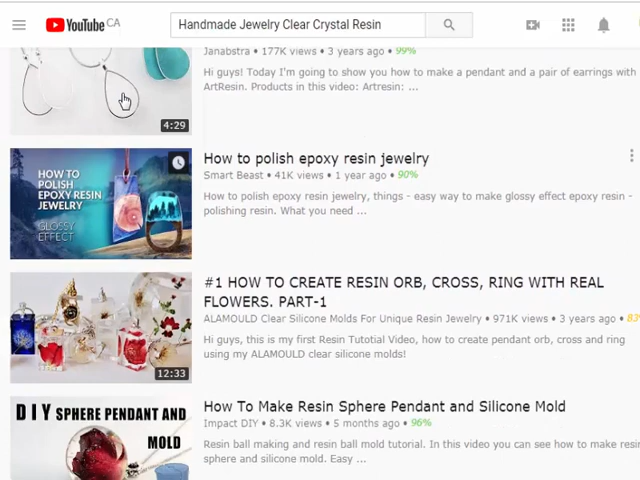 YouTube CA
Handmade Jewelry Clear Crystal Resin
Janabstra • 177K views • 3 years ago • 99%
Hi guys! Today I'm going to show you how to make a pendant and a pair of earrings with
ArtResin. Products in this video: Artresin: ...
4:29
HOW TO
POLISH
EPOXY RESIN
JEWELRY
GLOSSY
EFFECT
How to polish epoxy resin jewelry
Smart Beast • 41K views • 1 year ago • 90%
How to polish epoxy resin jewelry, things - easy way to make glossy effect epoxy resin -
polishing resin. What you need ...
12:33
#1 HOW TO CREATE RESIN ORB, CROSS, RING WITH REAL
FLOWERS. PART-1
ALAMOULD Clear Silicone Molds For Unique Resin Jewelry • 971K views • 3 years ago • 83
Hi guys, this is my first Resin Tutotial Video, how to create pendant orb, cross and ring
using my ALAMOULD clear silicone molds!
DIY SPHERE PENDANT AND
MOLD
How To Make Resin Sphere Pendant and Silicone Mold
Impact DIY • 8.3K views • 5 months ago • 96%
Resin ball making and resin ball mold tutorial. In this video you can see how to make resin
sphere and silicone mold. Easy ...